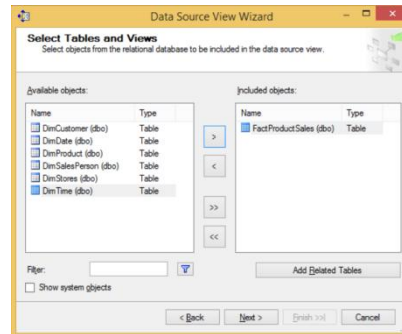 Data Source View Wizard
Select Tables and Views
Select objects from the relational database to be included in the data source view.
Available objects:
Name Type
DimCustomer (dbo) Table
DimDate (dbo) Table
DimProduct (dbo) Table
DimSalesPerson (dbo) Table
DimStores (dbo) Table
DimTime (dbo) Table
>
<
>>
<<
Included objects:
Name Type
FactProductSales (dbo) Table
Filter:
Add Related Tables
Show system objects
< Back Next > Finish >>| Cancel